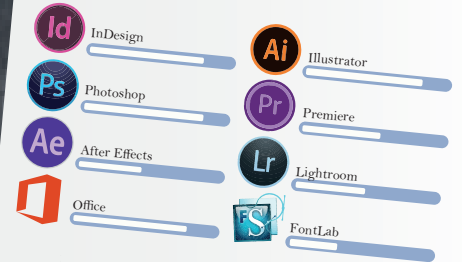 Id InDesign
Ps Photoshop
Ae After Effects
Office
Ai Illustrator
Pr Premiere
Lr Lightroom
FS FontLab